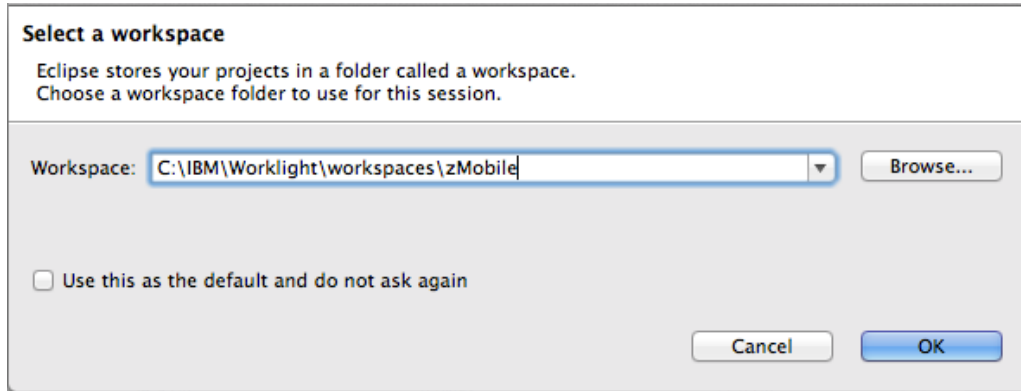 Select a workspace
Eclipse stores your projects in a folder called a workspace.
Choose a workspace folder to use for this session.
Workspace: C:\IBM\Worklight\workspaces\zMobile Browse...
Use this as the default and do not ask again
Cancel OK